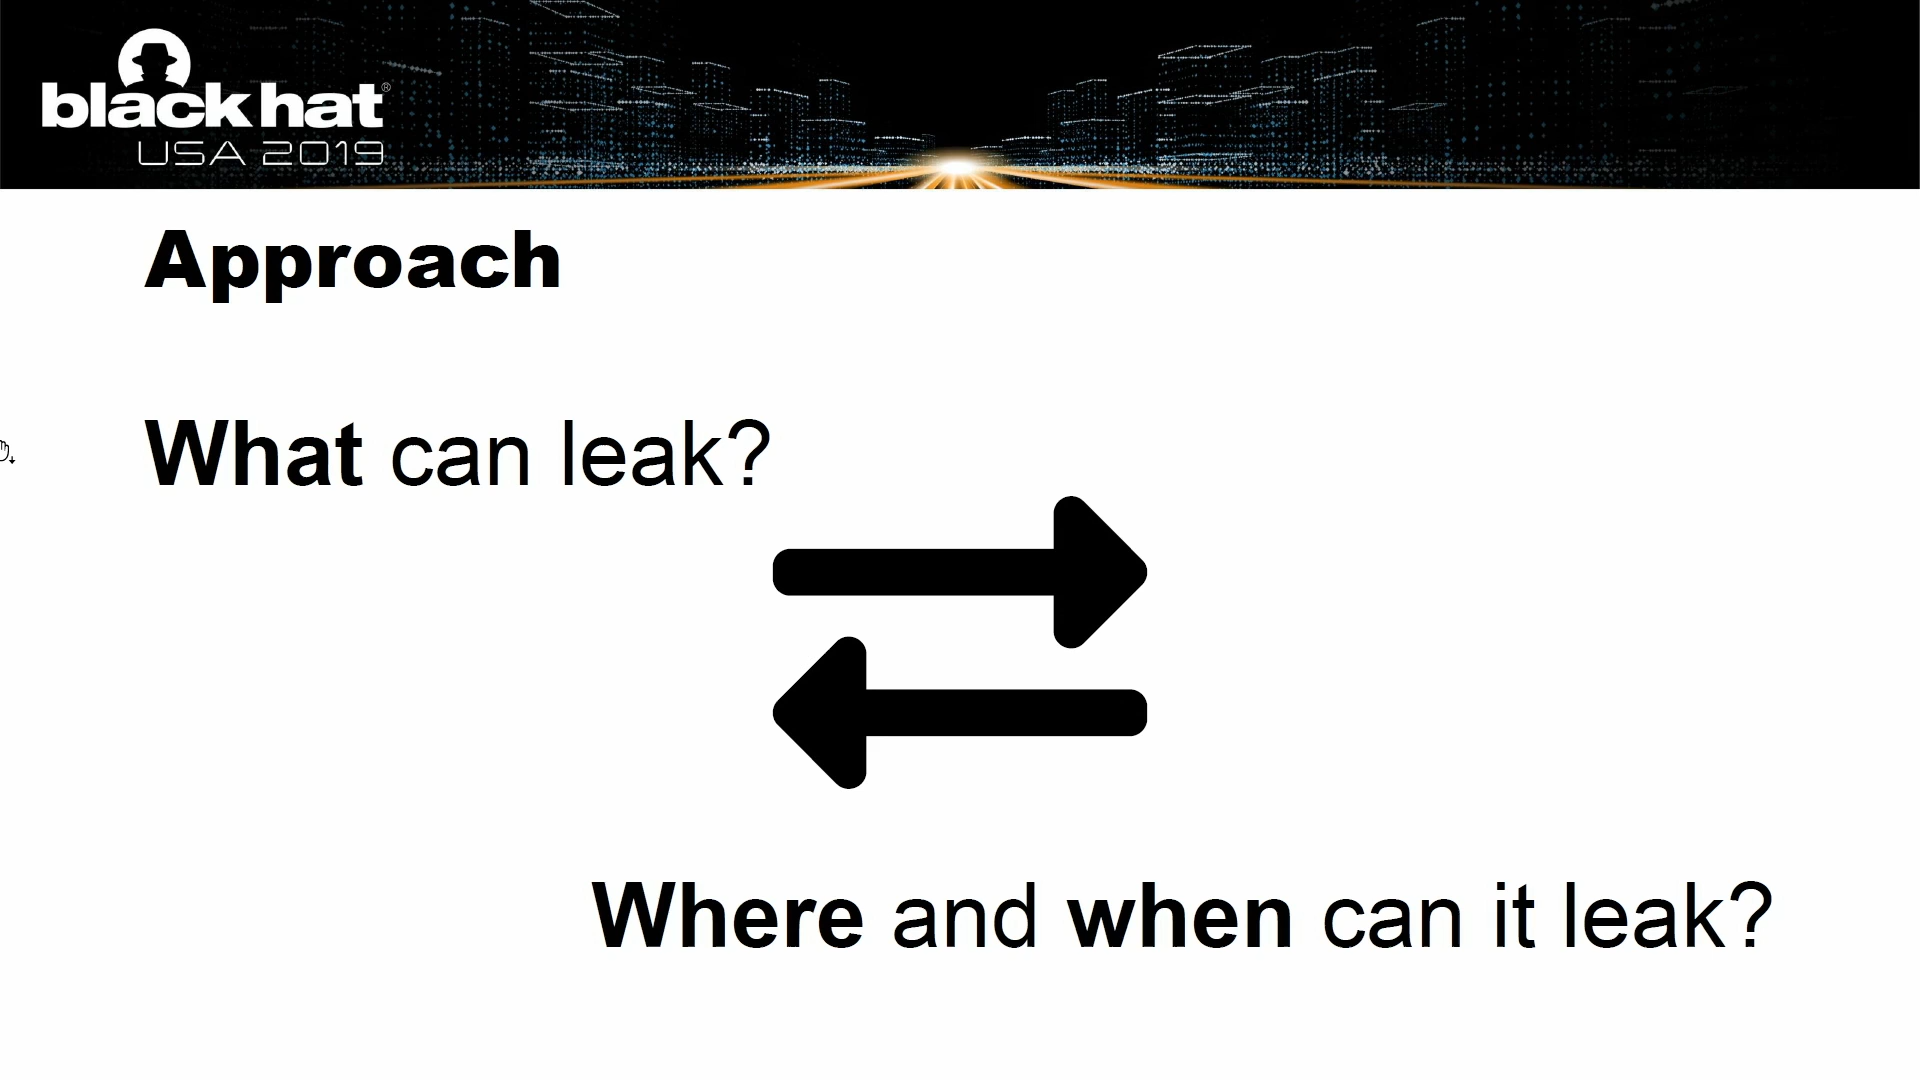 black hat®
USA 2019
Approach
What can leak?
Where and when can it leak?